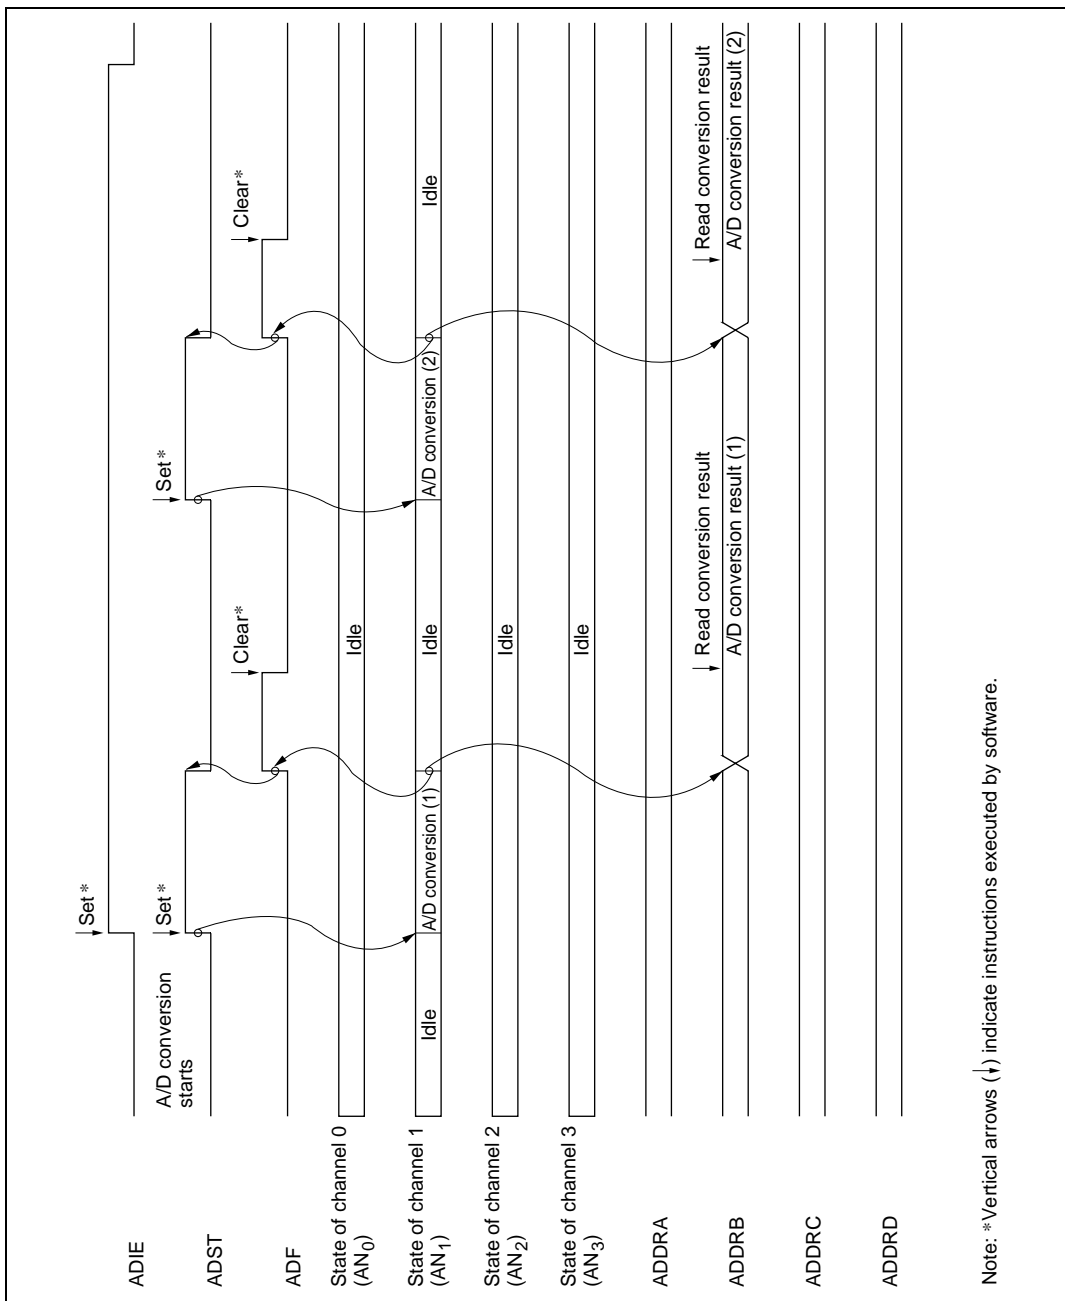 ADIE
Set*
ADST
A/D conversion
starts
Set*
Set*
ADF
Clear*
Clear*
State of channel 0
(AN0)
Idle
State of channel 1
(AN1)
Idle
A/D conversion (1)
Idle
A/D conversion (2)
Idle
State of channel 2
(AN2)
Idle
State of channel 3
(AN3)
Idle
ADDRA
ADDRB
Read conversion result
A/D conversion result (1)
Read conversion result
A/D conversion result (2)
ADDRC
ADDRD
Note: * Vertical arrows (↓) indicate instructions executed by software.